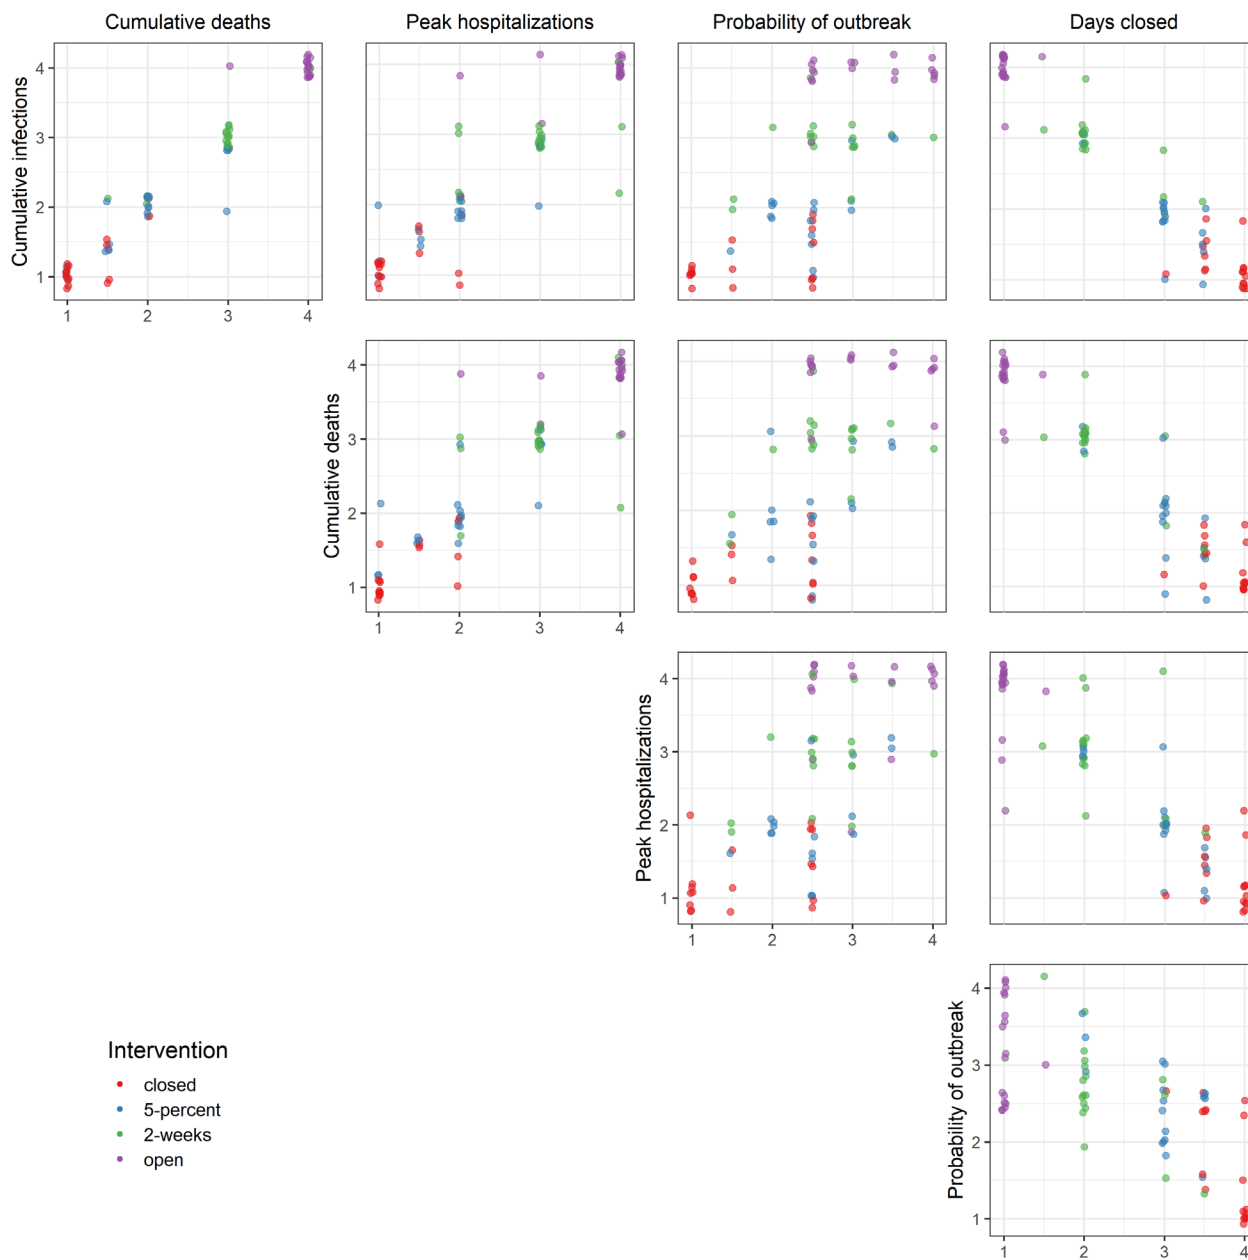 Cumulative deaths Peak hospitalizations Probability of outbreak Days closed
Cumulative infections
4
3
2
1
1 2 3 4
Cumulative deaths
4
3
2
1
1 2 3 4
Peak hospitalizations
4
3
2
1
1 2 3 4
Probability of outbreak
4
3
2
1
1 2 3 4
Intervention
closed
5-percent
2-weeks
open